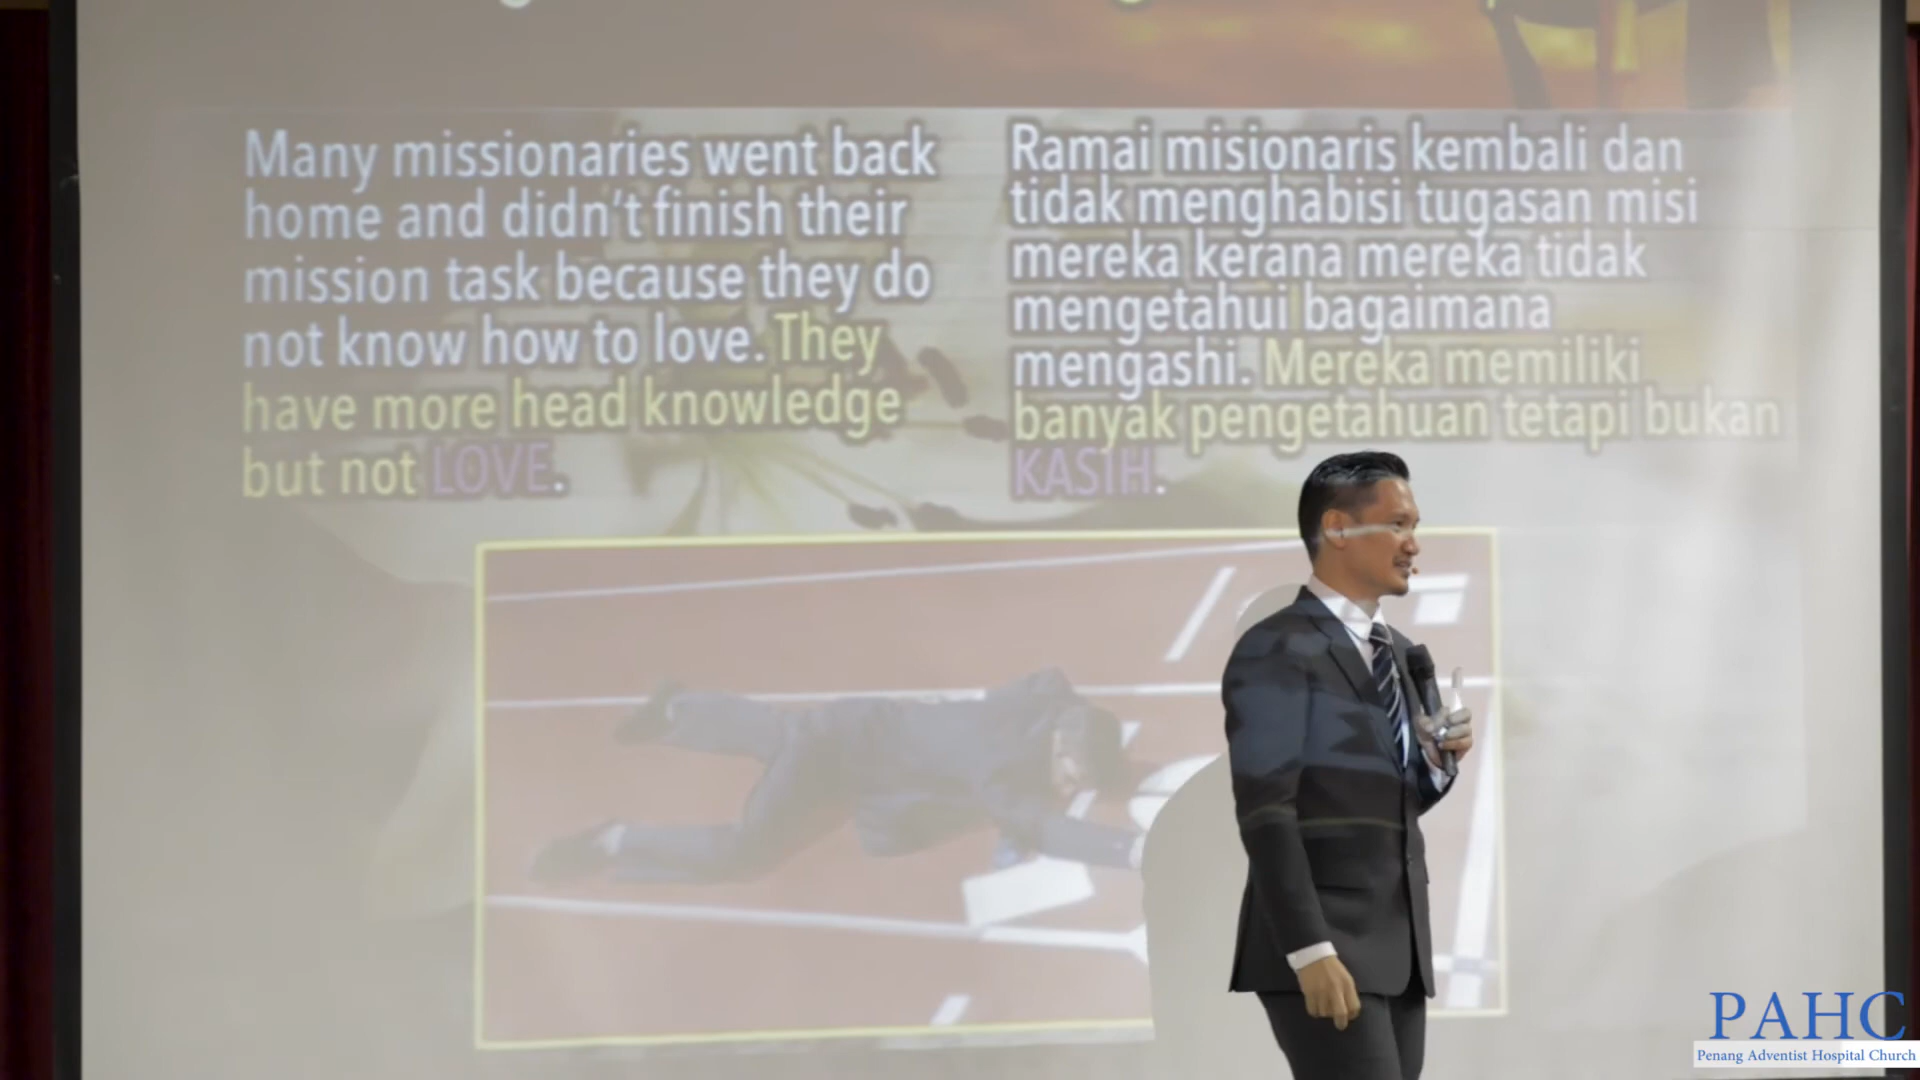 Many missionaries went back
home and didn't finish their
mission task because they do
not know how to love. They
have more head knowledge
but not LOVE.
Ramai misionaris kembali dan
tidak menghabisi tugasan misi
mereka kerana mereka tidak
mengetahui bagaimana
mengashi. Mereka memiliki
banyak pengetahuan tetapi bukan
KASIH.
PAHC
Penang Adventist Hospital Church